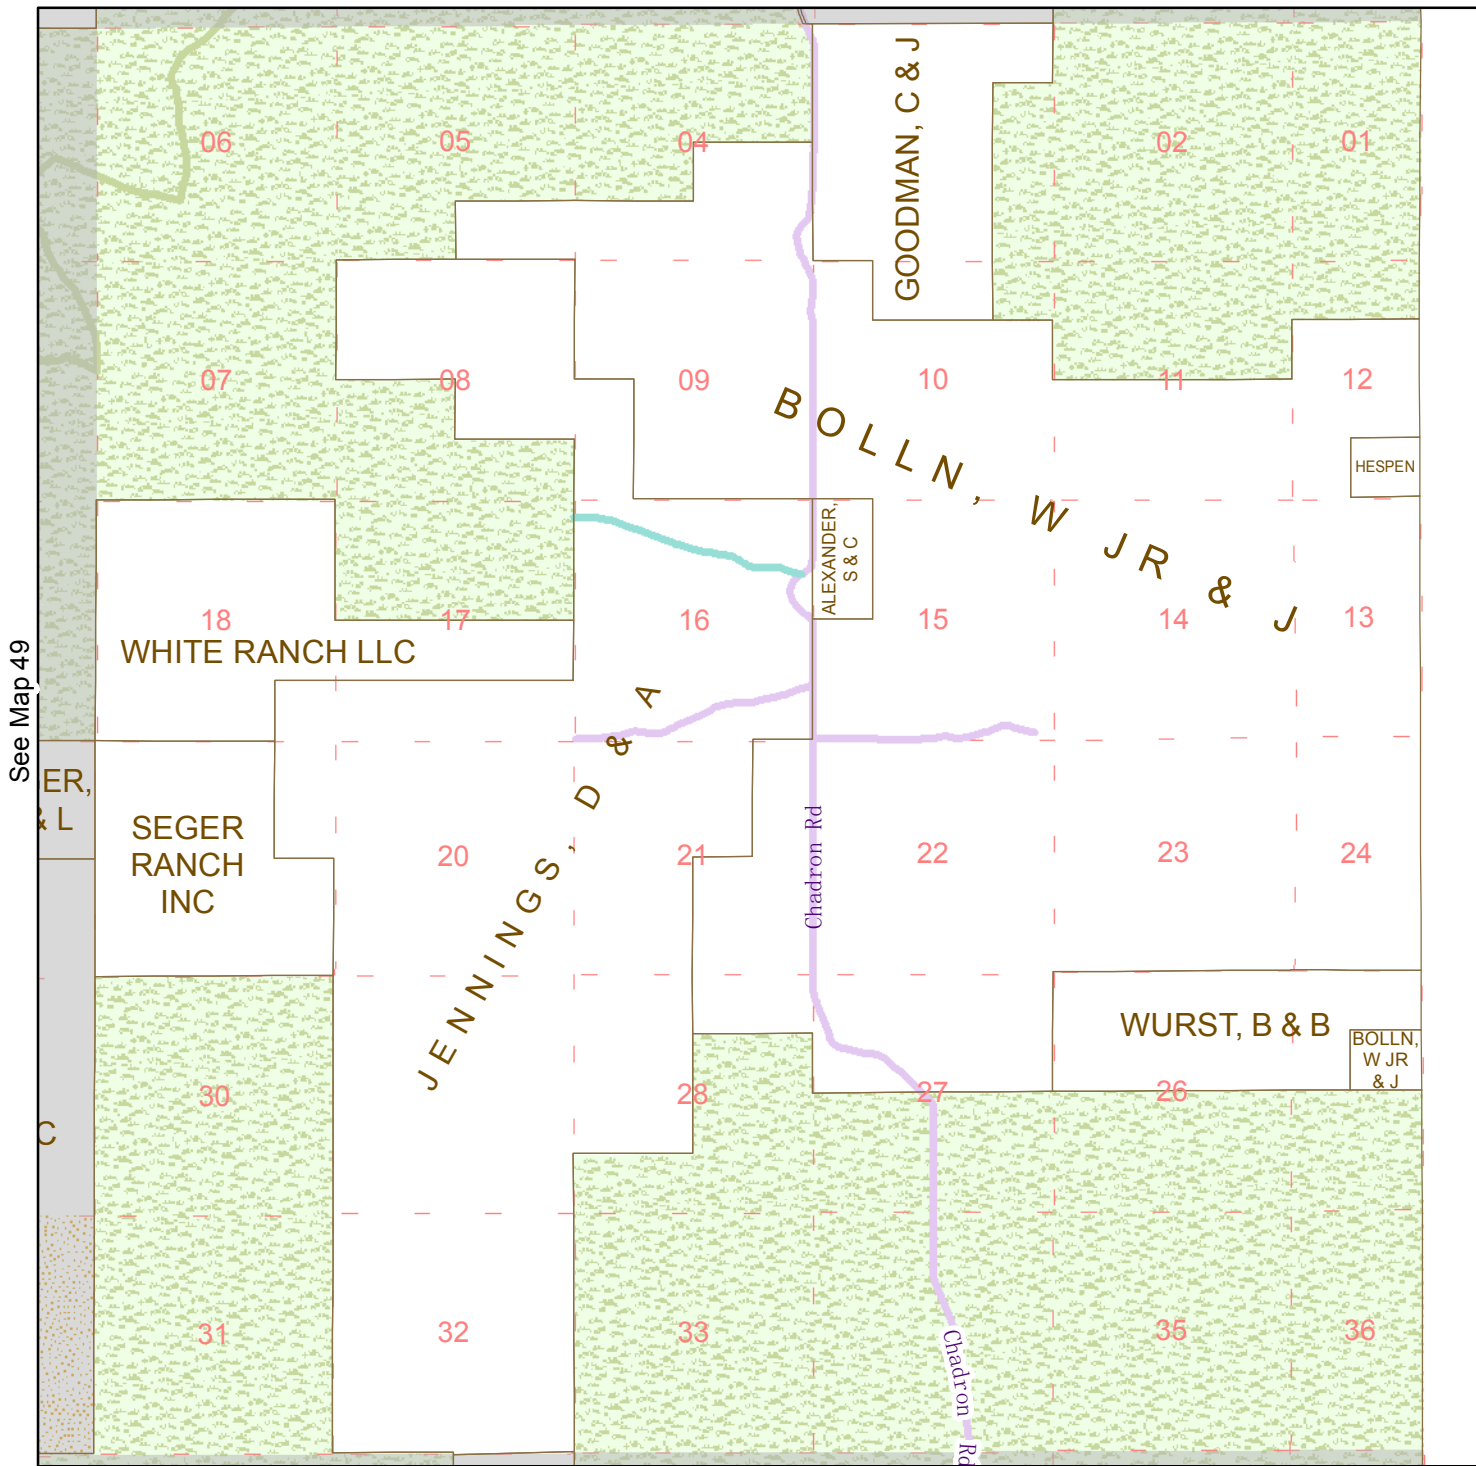 GOODMAN, C & J
06
05
04
02
01
07
08
09
10
11
12
BOLLN, W JR & J
HESPEN
ALEXANDER,
S & C
18
17
16
15
14
13
WHITE RANCH LLC
See Map 49
JENNINGS, D & A
ER,
& L
SEGER
RANCH
INC
20
21
Chadron Rd
22
23
24
WURST, B & B
BOLLN,
W JR
& J
30
28
27
26
C
31
32
33
35
36
Chadron Rd